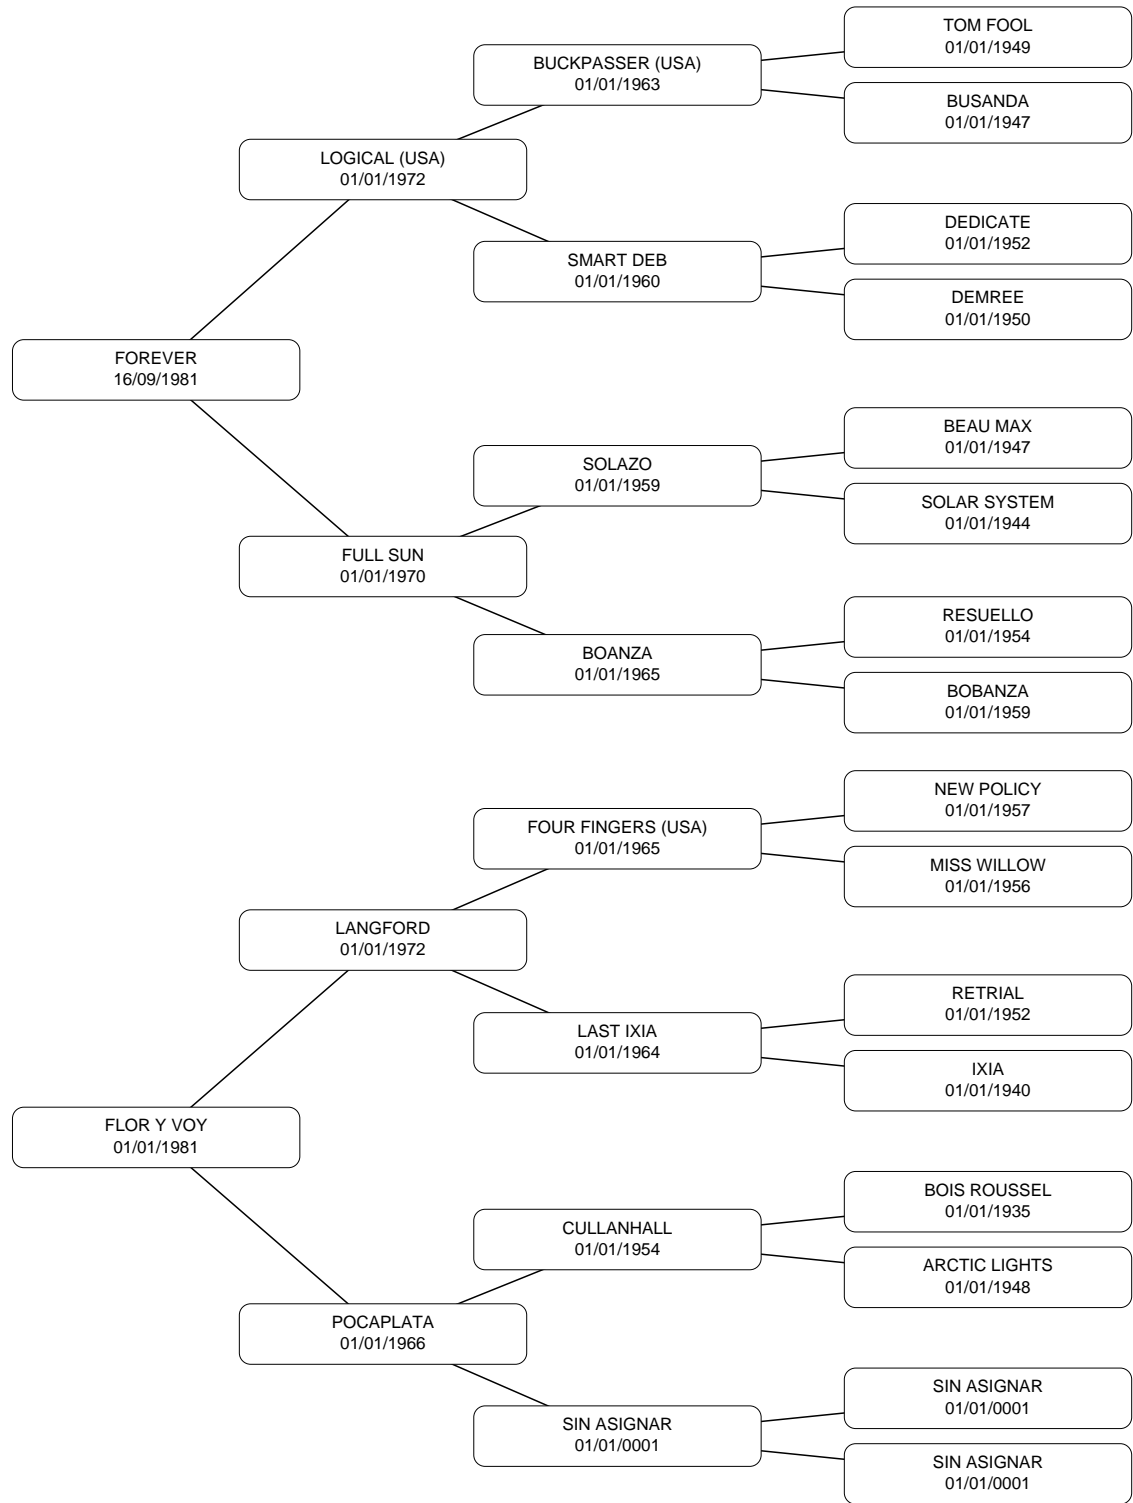 TOM FOOL
01/01/1949
BUCKPASSER (USA)
01/01/1963
BUSANDA
01/01/1947
LOGICAL (USA)
01/01/1972
DEDICATE
01/01/1952
SMART DEB
01/01/1960
DEMREE
01/01/1950
FOREVER
16/09/1981
BEAU MAX
01/01/1947
SOLAZO
01/01/1959
SOLAR SYSTEM
01/01/1944
FULL SUN
01/01/1970
RESUELLO
01/01/1954
BOANZA
01/01/1965
BOBANZA
01/01/1959
NEW POLICY
01/01/1957
FOUR FINGERS (USA)
01/01/1965
MISS WILLOW
01/01/1956
LANGFORD
01/01/1972
RETRIAL
01/01/1952
LAST IXIA
01/01/1964
IXIA
01/01/1940
FLOR Y VOY
01/01/1981
BOIS ROUSSEL
01/01/1935
CULLANHALL
01/01/1954
ARCTIC LIGHTS
01/01/1948
POCAPLATA
01/01/1966
SIN ASIGNAR
01/01/0001
SIN ASIGNAR
01/01/0001
SIN ASIGNAR
01/01/0001